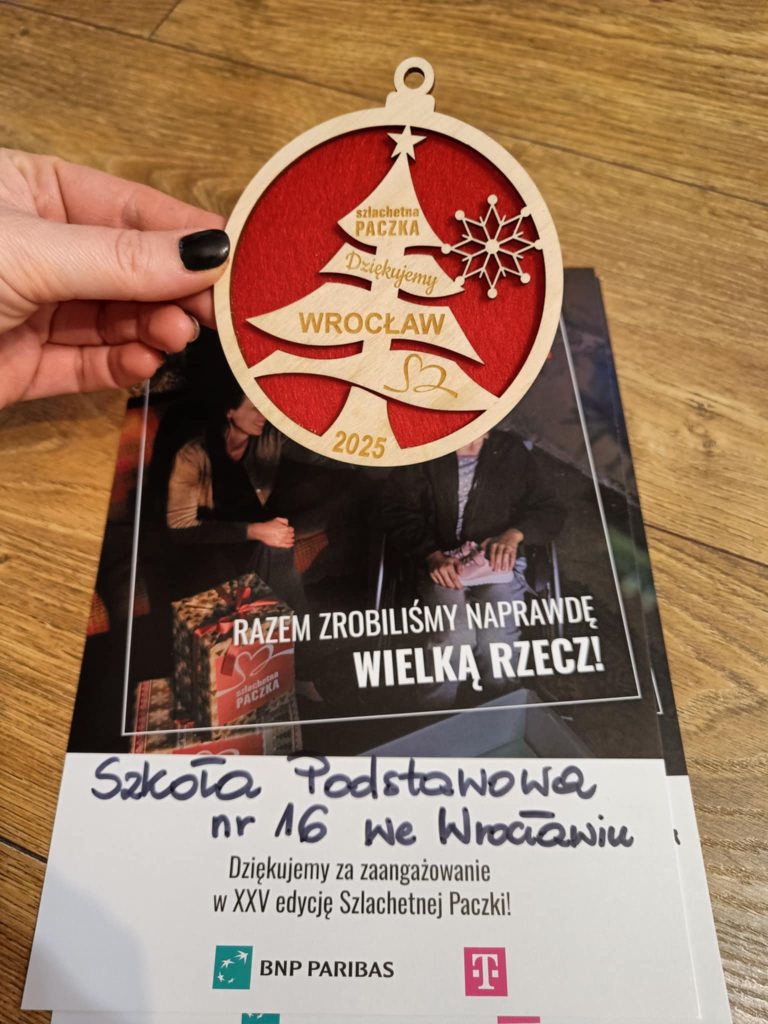 szlachetna
PACZKA
Dziękujemy
WROCŁAW
2025
RAZEM ZROBILIŚMY NAPRAWDĘ
WIELKĄ RZECZ!
szlachetna
PACZKA
Szkoła Podstawowa
nr 16 we Wrocławiu
Dziękujemy za zaangażowanie
w XXV edycję Szlachetnej Paczki!
BNP PARIBAS
T